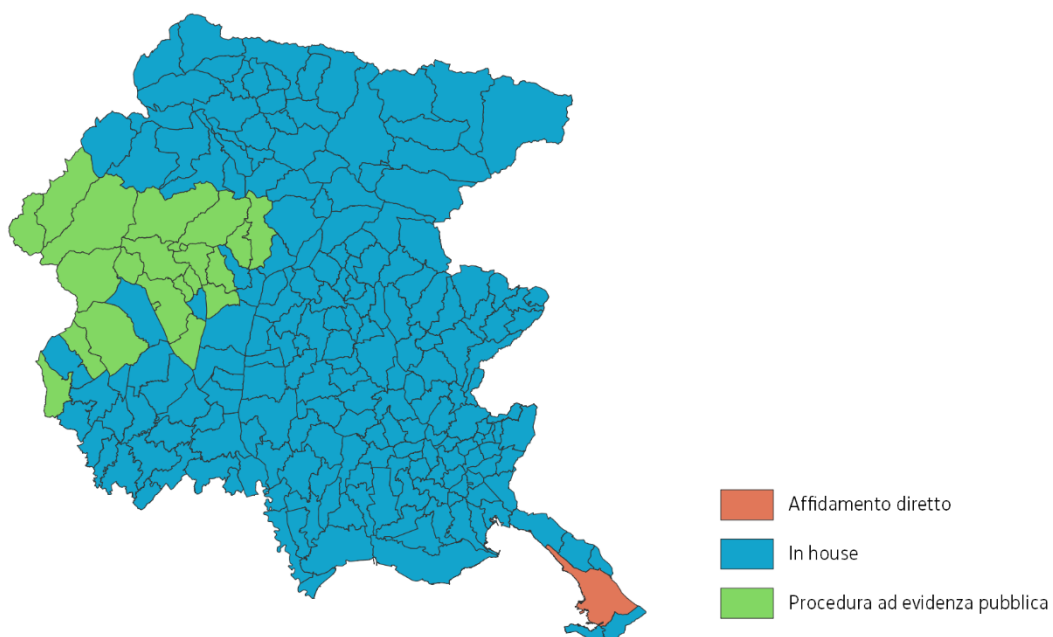 Affidamento diretto
In house
Procedura ad evidenza pubblica